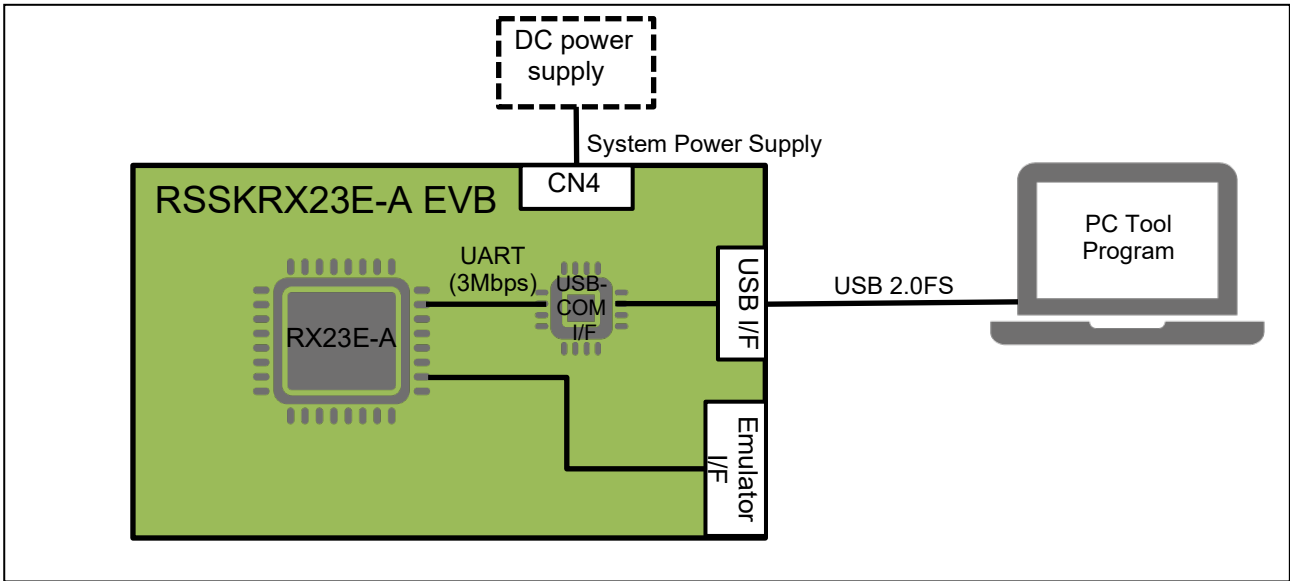 DC power
supply
System Power Supply
CN4
RSSKRX23E-A EVB
UART
(3Mbps)
USB-
COM
I/F
RX23E-A
USB I/F
USB 2.0FS
PC Tool
Program
Emulator
I/F